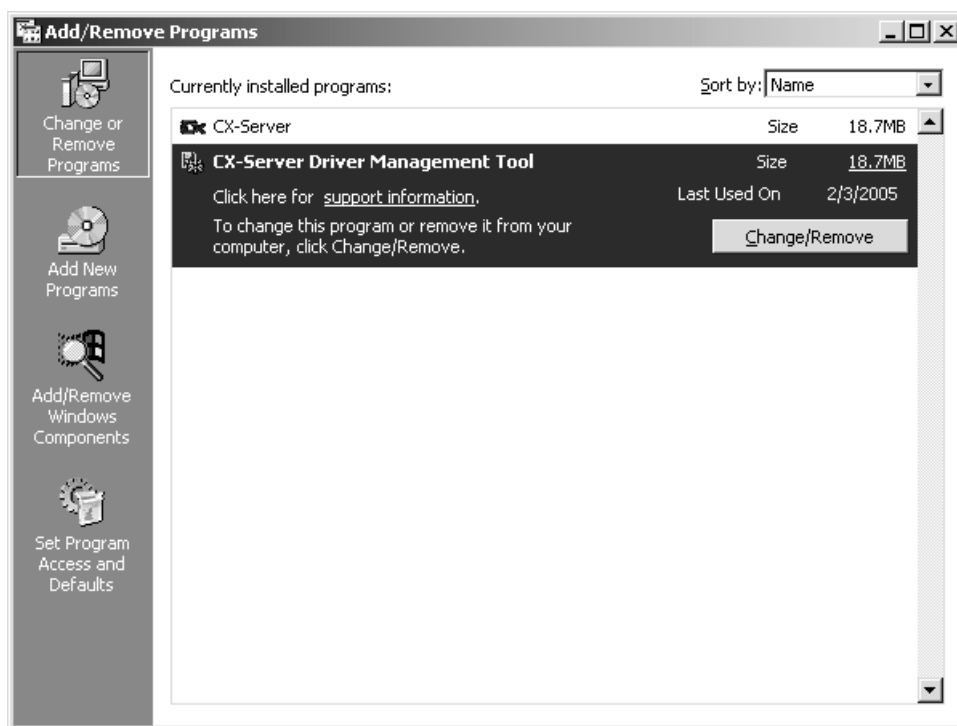 Add/Remove Programs
Change or
Remove
Programs
Add New
Programs
Add/Remove
Windows
Components
Set Program
Access and
Defaults
Currently installed programs:
Sort by: Name
CX-Server Size 18.7MB
CX-Server Driver Management Tool Size 18.7MB
Click here for support information. Last Used On 2/3/2005
To change this program or remove it from your
computer, click Change/Remove.
Change/Remove